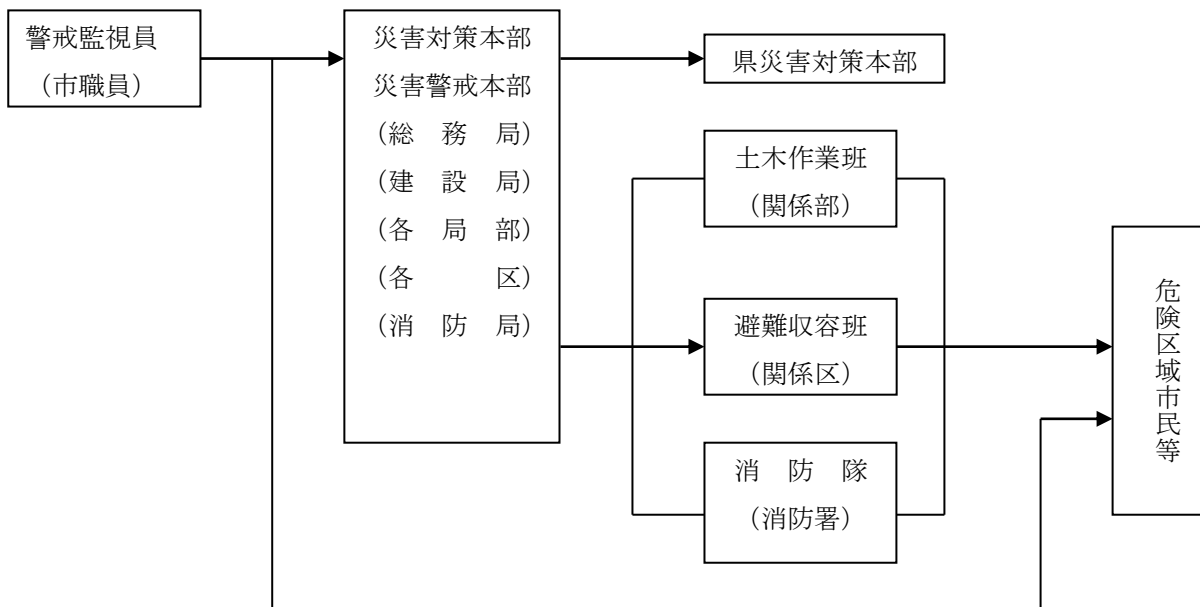 警戒監視員
（市職員）
災害対策本部
災害警戒本部
（総　務　局）
（建　設　局）
（各　局　部）
（各　　　区）
（消　防　局）
県災害対策本部
土木作業班
（関係部）
避難収容班
（関係区）
消　防　隊
（消防署）
危険区域市民等